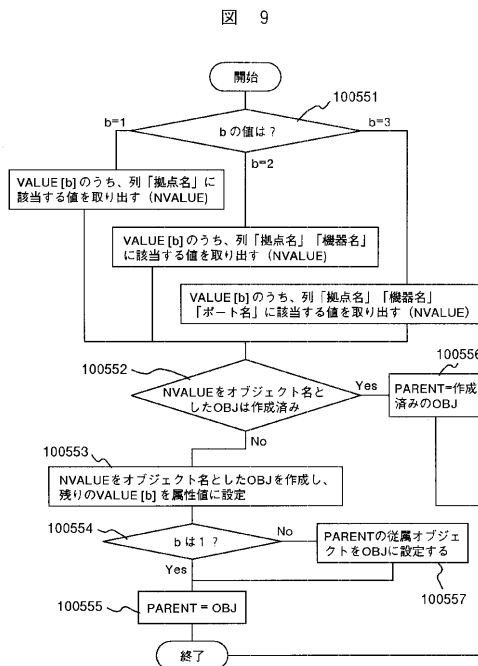 図 9
開始
100551
bの値は?
b=1
b=3
b=2
VALUE [b] のうち、列「拠点名」に
該当する値を取り出す (NVALUE)
VALUE [b] のうち、列「拠点名」「機器名」
に該当する値を取り出す (NVALUE)
VALUE [b] のうち、列「拠点名」「機器名」
「ポート名」に該当する値を取り出す (NVALUE)
100552
NVALUEをオブジェクト名と
したOBJは作成済み
Yes
No
100556
PARENT=作成
済みのOBJ
100553
NVALUEをオブジェクト名としたOBJを作成し、
残りのVALUE [b] を属性値に設定
100554
bは1 ?
No
Yes
PARENTの従属オブジェ
クトをOBJに設定する
100557
100555
PARENT = OBJ
終了